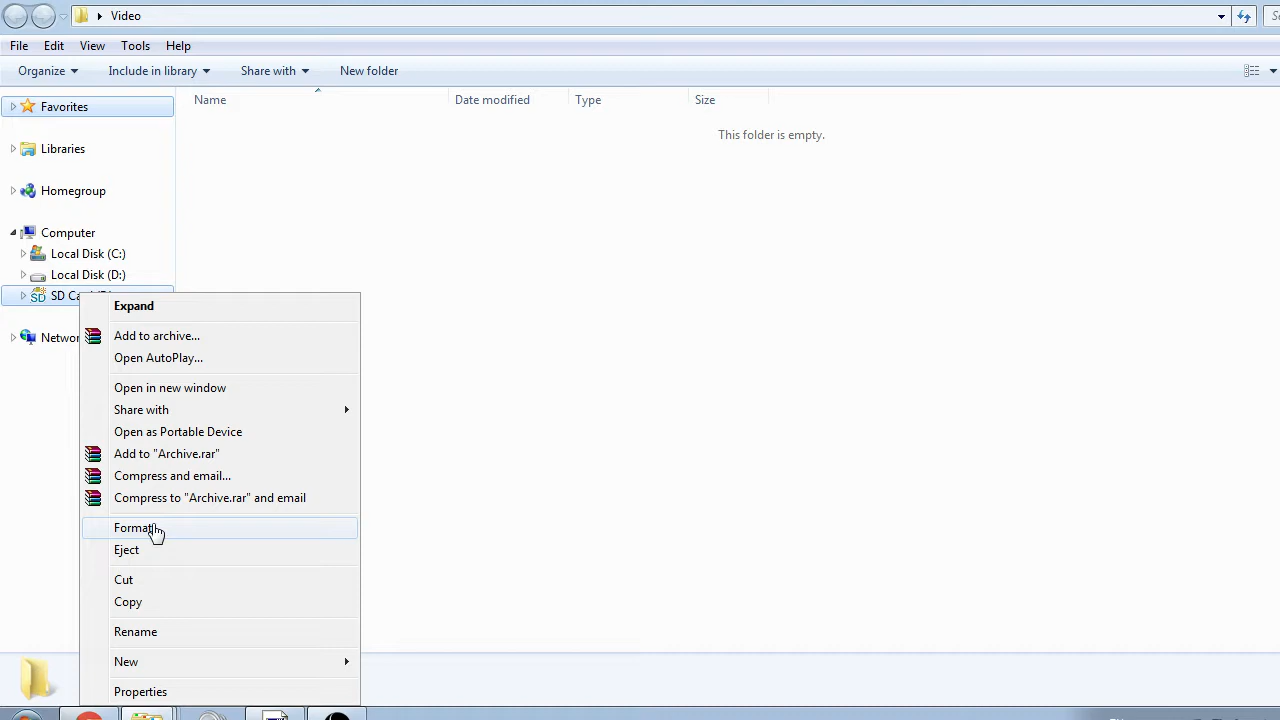 Video
File Edit View Tools Help
Organize Include in library Share with New folder
Name Date modified Type Size
Favorites
This folder is empty.
Libraries
Homegroup
Computer
Local Disk (C:)
Local Disk (D:)
SD
Expand
Add to archive...
Open AutoPlay...
Open in new window
Share with
Open as Portable Device
Add to "Archive.rar"
Compress and email...
Compress to "Archive.rar" and email
Format
Eject
Cut
Copy
Rename
New
Properties